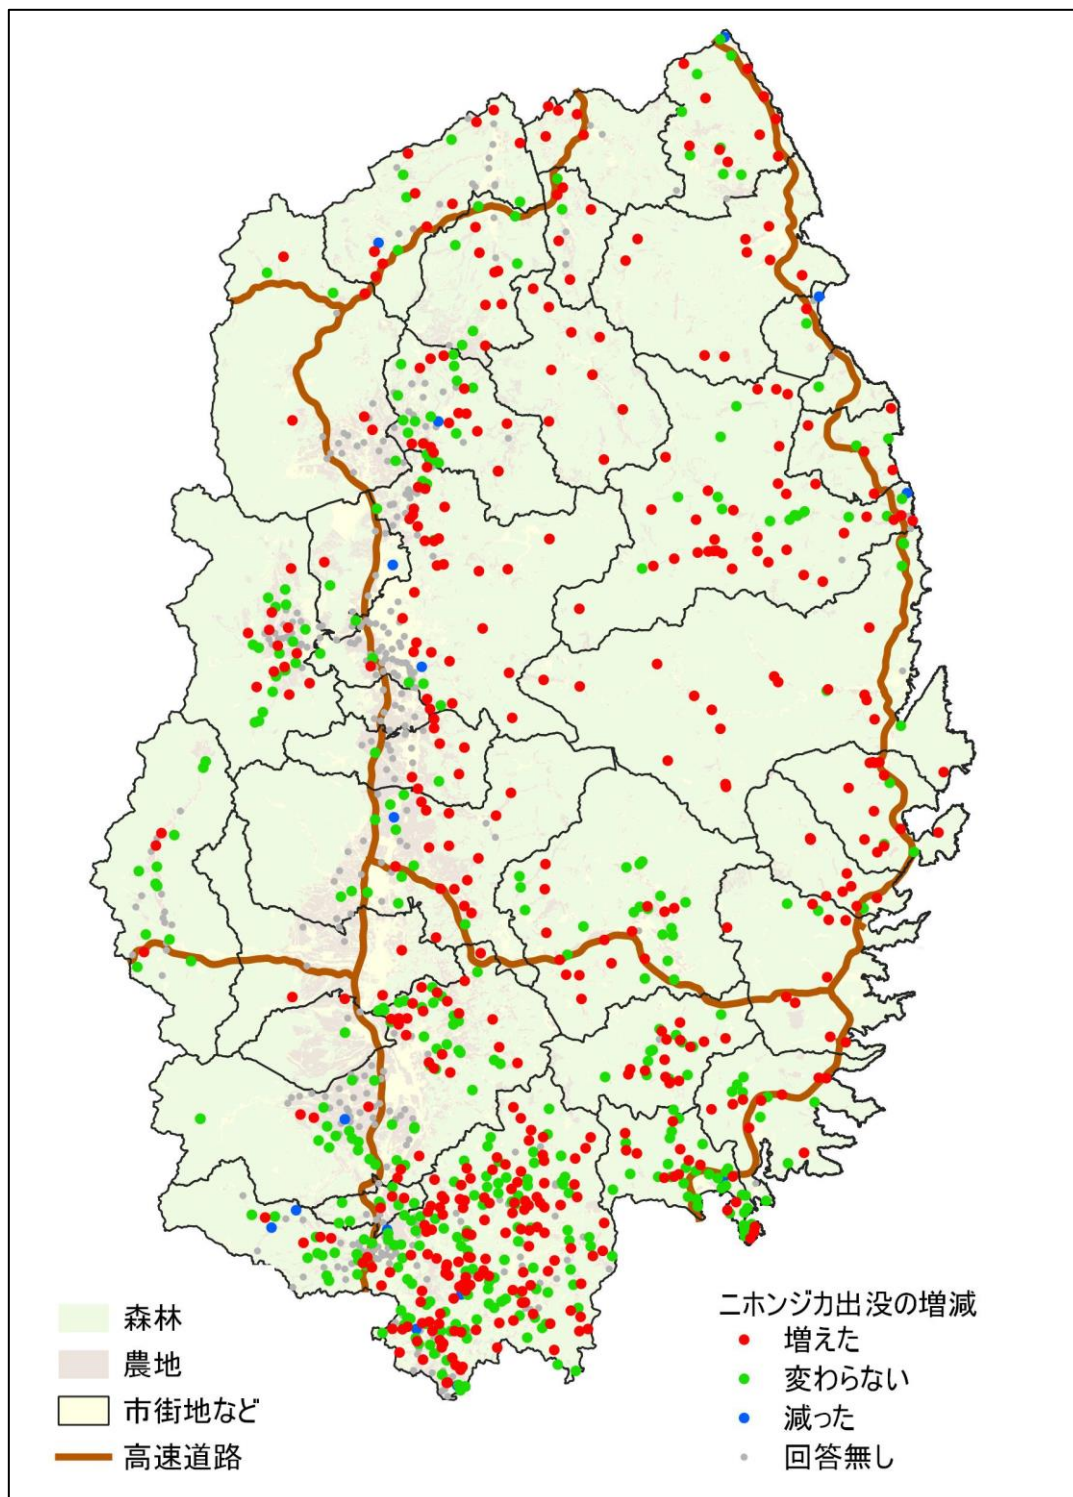 森林
農地
市街地など
高速道路
ニホンジカ出没の増減
増えた
変わらない
減った
回答無し